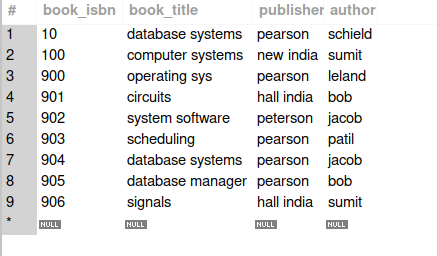 # book_isbn book_title publisher author
1 10 database systems pearson schield
2 100 computer systems new india sumit
3 900 operating sys pearson leland
4 901 circuits hall india bob
5 902 system software peterson jacob
6 903 scheduling pearson patil
7 904 database systems pearson jacob
8 905 database manager pearson bob
9 906 signals hall india sumit
* NULL NULL NULL NULL